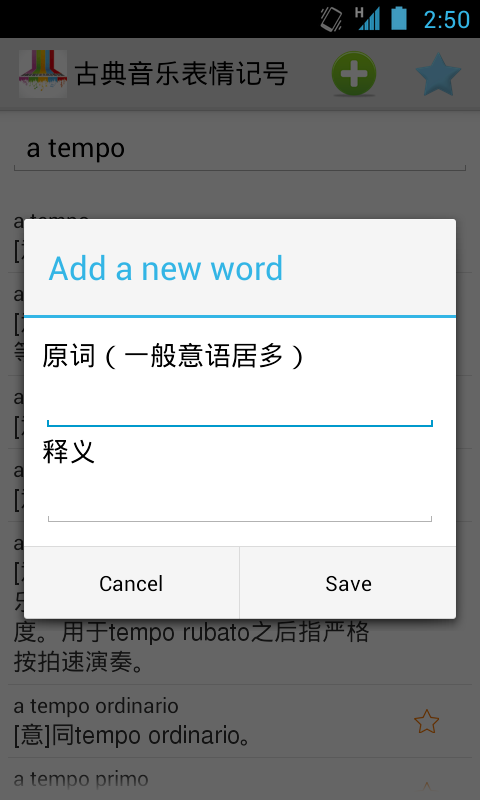 H 2:50
古典音乐表情记号
a tempo
a tempo
Add a new word
原词（一般意语居多）
释义
Cancel Save
度。用于tempo rubato之后指严格
按拍速演奏。
a tempo ordinario
[意]同tempo ordinario。
a tempo primo